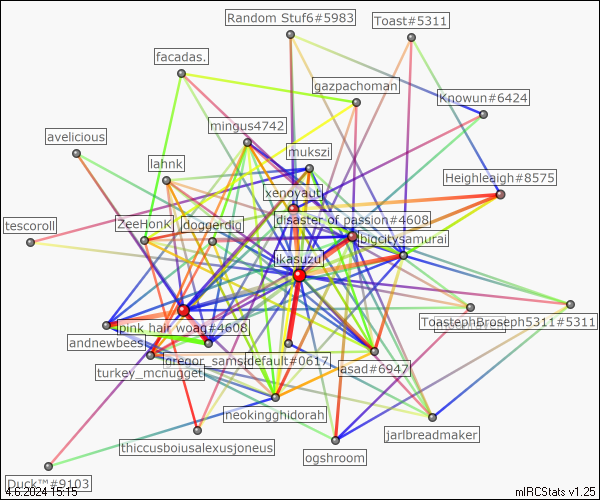 Random Stuf6#5983
Toast#5311
facadas.
gazpachoman
Knowun#6424
mingus4742
avelicious
mukszi
lahnk
Heighleaigh#8575
xenoyaut
tescoroll
ZeeHonK
doggerdig
disaster of passion#4608
bigcitysamurai
ikasuzu
pink hair woag#4608
ToastephBroseph5311#5311
andrewbees
gregor_samsa
default#0617
asad#6947
turkey_mcnugget
neokingghidorah
jarlbreadmaker
thiccusboiusalexusjoneus
ogshroom
Duck™#9103
4.6.2024 15:15
mIRCStats v1.25